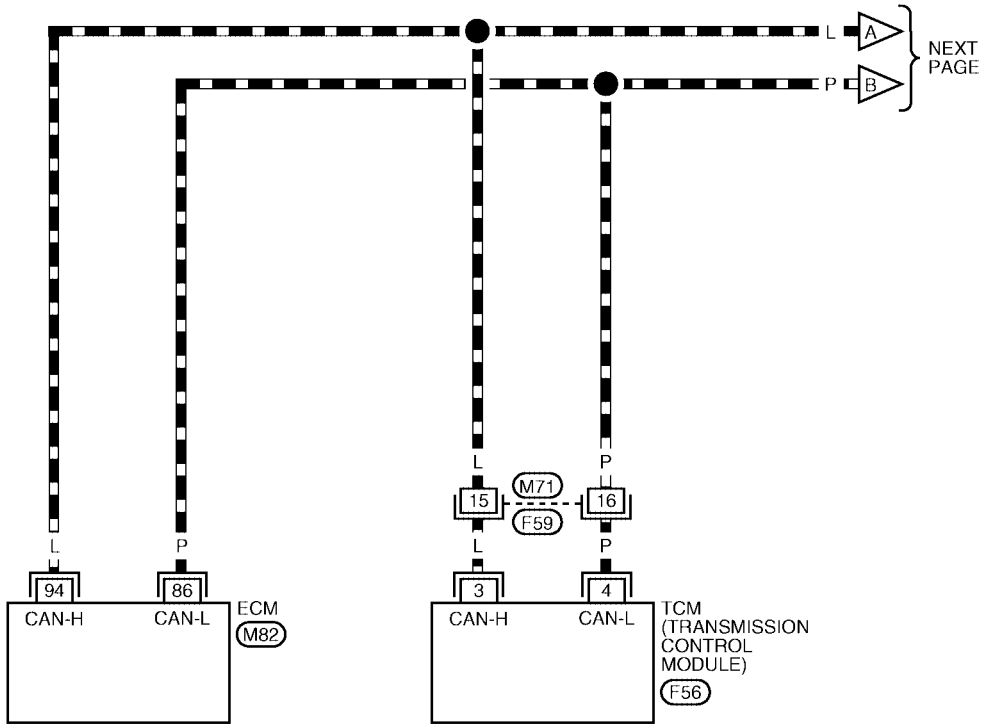 L A
NEXT
PAGE
P B
L P
15 M71 16
F59
L P L P
94 86 3 4
CAN-H CAN-L ECM CAN-H CAN-L TCM
M82
(TRANSMISSION
CONTROL
MODULE)
F56